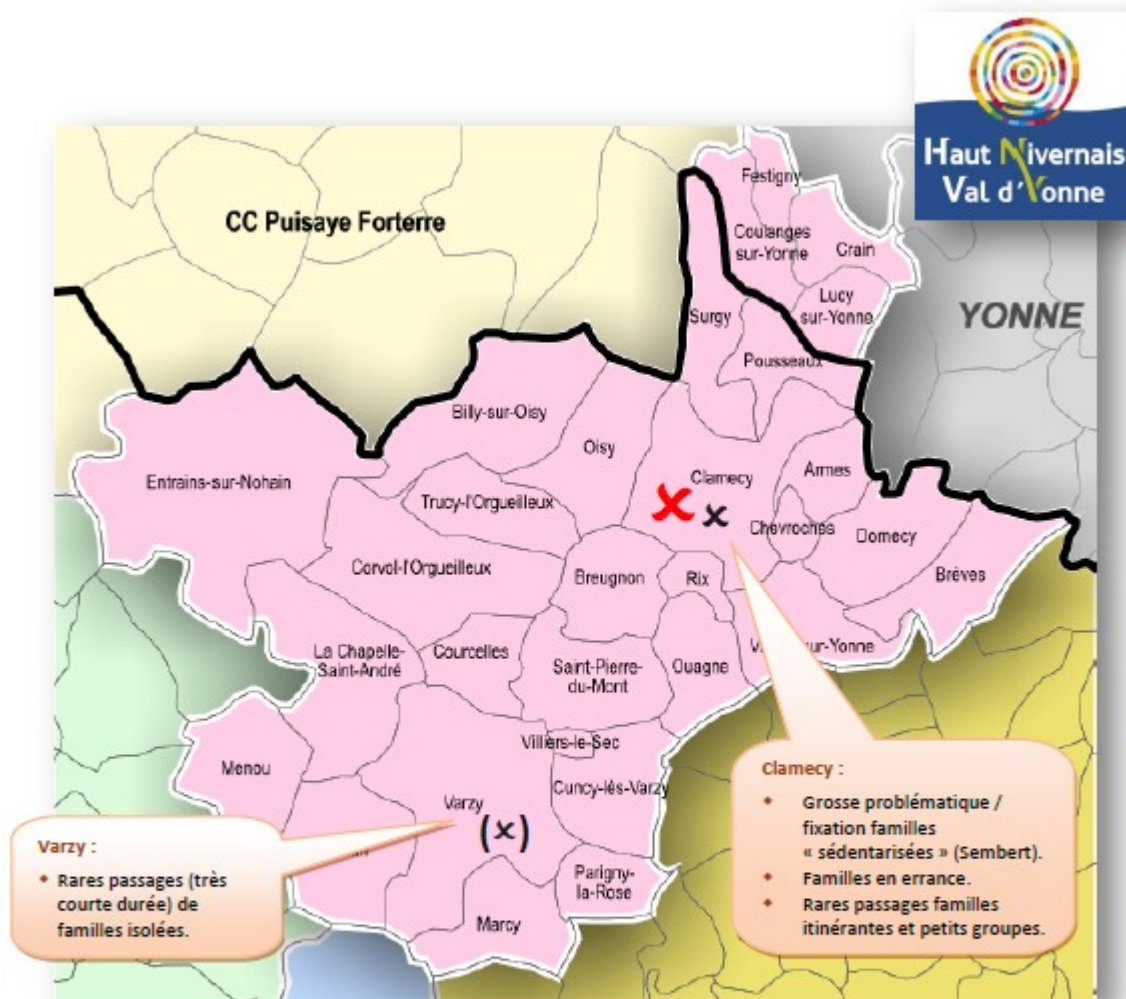 Haut Nivernais
Val d'Yonne
CC Puisaye Forterre
YONNE
Festigny
Coulanges
sur-Yonne
Crain
Lucy
sur-Yonne
Surgy
Pousseaux
Billy-sur-Oisy
Oisy
Entrains-sur-Nohain
Clamecy
Armes
Trucy-l'Orgueilleux
Chevroches
Dornecy
Corvol-l'Orgueilleux
Breugnon
Rix
Brèves
La Chapelle-
Saint-André
Courcelles
Saint-Pierre-
du-Mont
Ouagne
ur-Yonne
Villiers-le-Sec
Menou
Cuncy-lès-Varzy
Varzy
(x)
Parigny-
la-Rose
Marcy
Varzy :
• Rares passages (très
courte durée) de
familles isolées.
Clamecy :
• Grosse problématique /
fixation familles
« sédentarisées » (Sembert).
• Familles en errance.
• Rares passages familles
itinérantes et petits groupes.